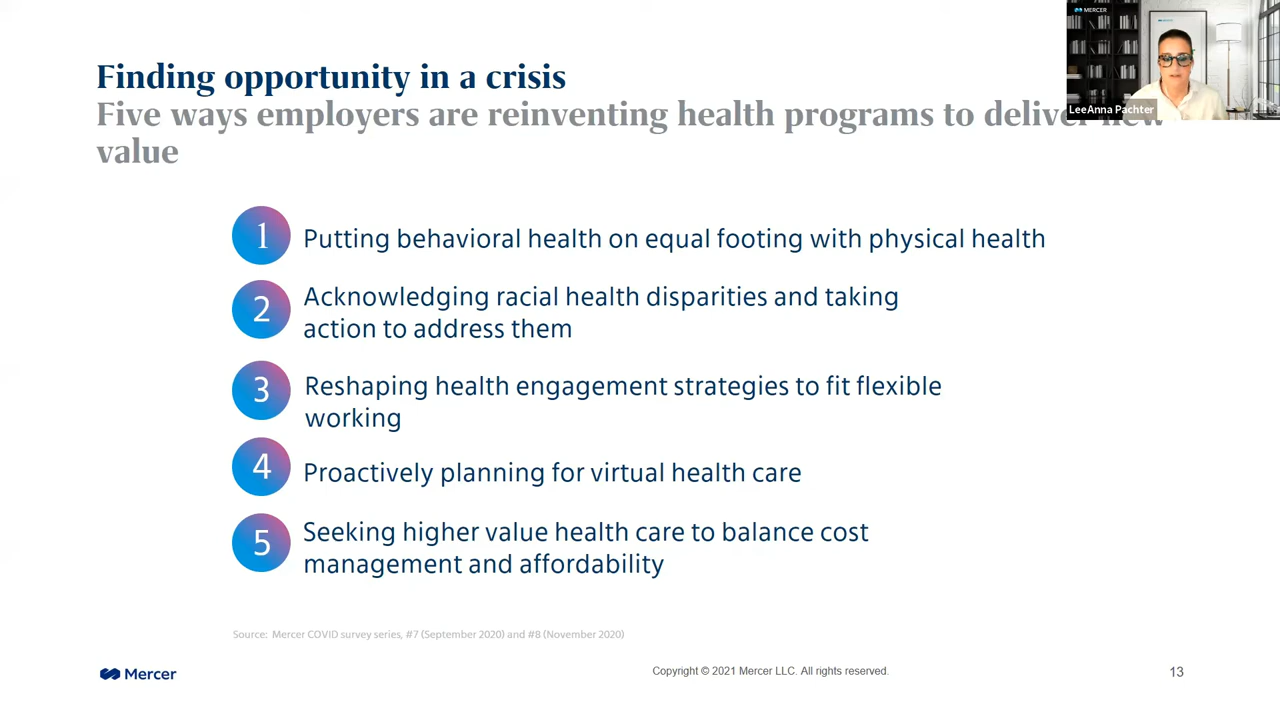 MERCER
LeeAnna Pachter
Finding opportunity in a crisis
Five ways employers are reinventing health programs to deliver new
value
1 Putting behavioral health on equal footing with physical health
2 Acknowledging racial health disparities and taking
action to address them
3 Reshaping health engagement strategies to fit flexible
working
4 Proactively planning for virtual health care
5 Seeking higher value health care to balance cost
management and affordability
Source: Mercer COVID survey series, #7 (September 2020) and #8 (November 2020)
Mercer
Copyright © 2021 Mercer LLC. All rights reserved.
13